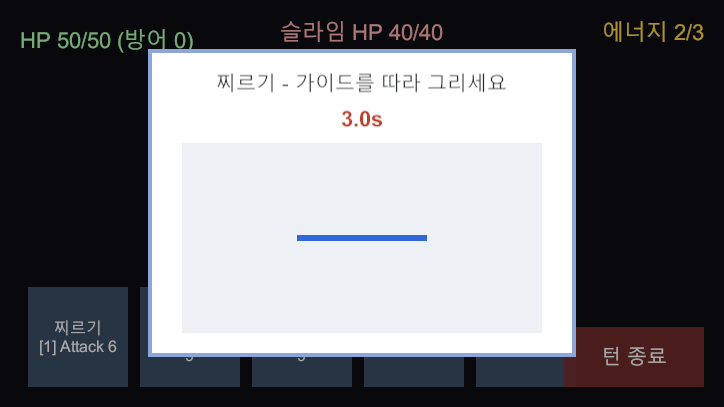 HP 50/50 (방어 0)
슬라임 HP 40/40
에너지 2/3
찌르기 - 가이드를 따라 그리세요
3.0s
찌르기
[1] Attack 6
턴 종료